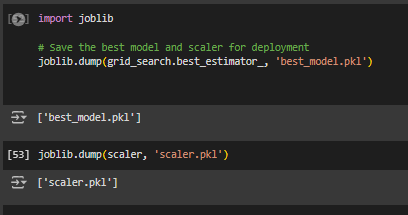 import joblib
# Save the best model and scaler for deployment
joblib.dump(grid_search.best_estimator_, 'best_model.pkl')
['best_model.pkl']
[53] joblib.dump(scaler, 'scaler.pkl')
['scaler.pkl']